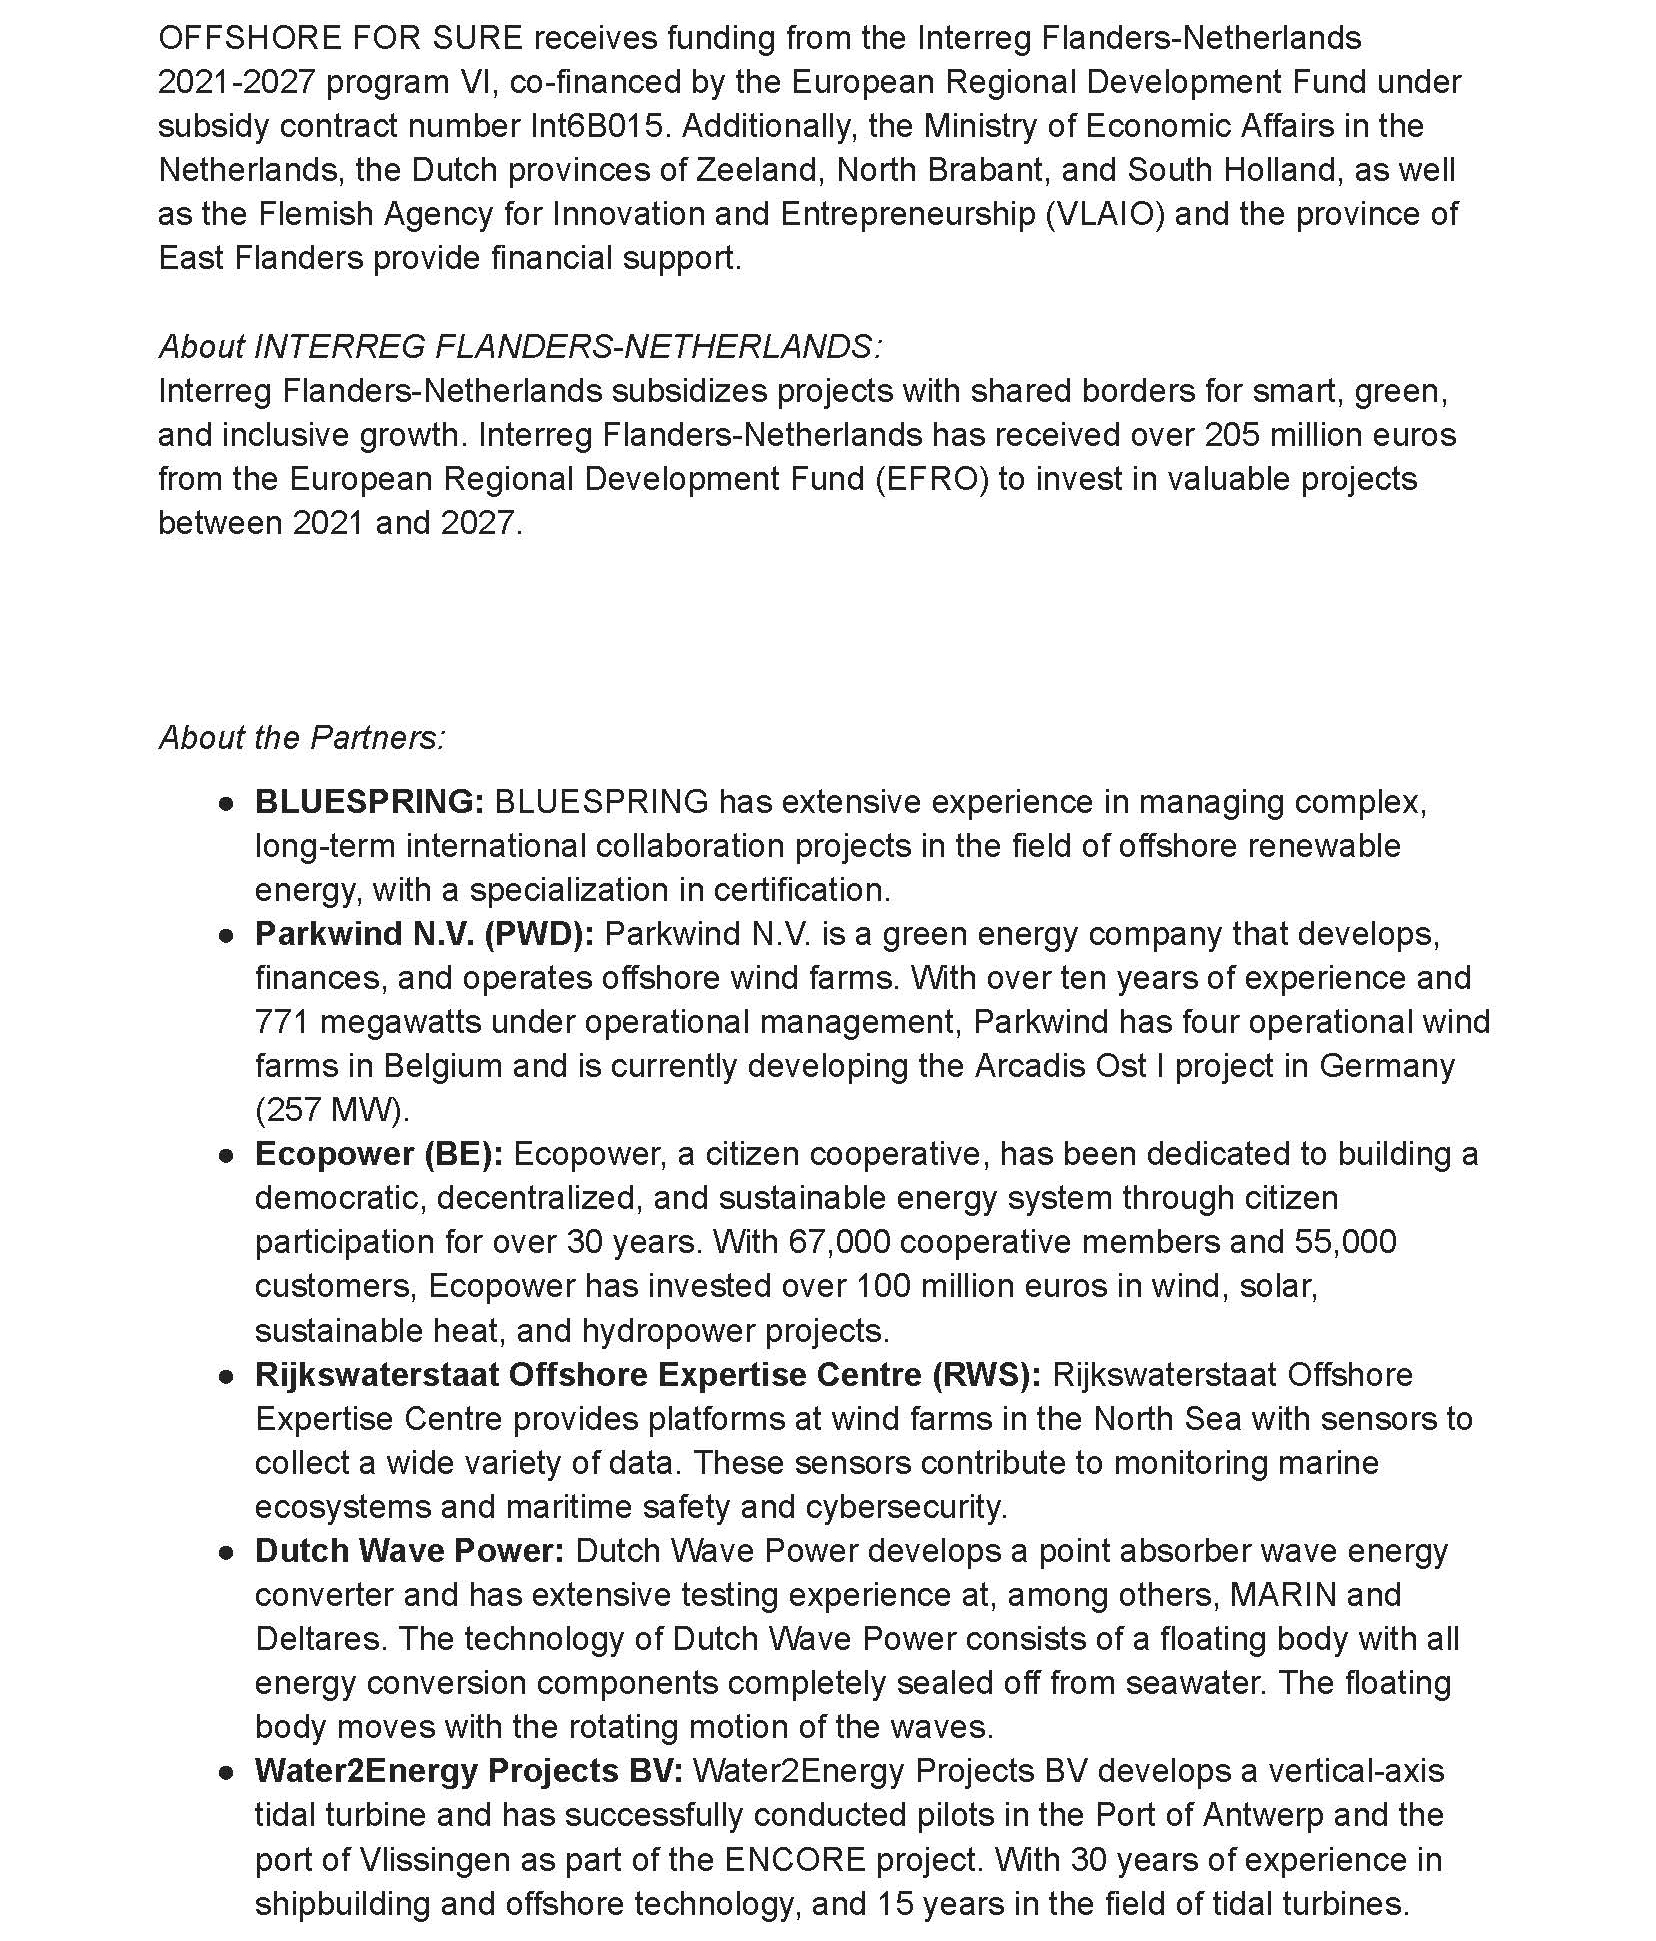 OFFSHORE FOR SURE receives funding from the Interreg Flanders-Netherlands
2021-2027 program VI, co-financed by the European Regional Development Fund under
subsidy contract number Int6B015. Additionally, the Ministry of Economic Affairs in the
Netherlands, the Dutch provinces of Zeeland, North Brabant, and South Holland, as well
as the Flemish Agency for Innovation and Entrepreneurship (VLAIO) and the province of
East Flanders provide financial support.
About INTERREG FLANDERS-NETHERLANDS:
Interreg Flanders-Netherlands subsidizes projects with shared borders for smart, green,
and inclusive growth. Interreg Flanders-Netherlands has received over 205 million euros
from the European Regional Development Fund (EFRO) to invest in valuable projects
between 2021 and 2027.
About the Partners:
● BLUESPRING: BLUESPRING has extensive experience in managing complex,
long-term international collaboration projects in the field of offshore renewable
energy, with a specialization in certification.
● Parkwind N.V. (PWD): Parkwind N.V. is a green energy company that develops,
finances, and operates offshore wind farms. With over ten years of experience and
771 megawatts under operational management, Parkwind has four operational wind
farms in Belgium and is currently developing the Arcadis Ost I project in Germany
(257 MW).
● Ecopower (BE): Ecopower, a citizen cooperative, has been dedicated to building a
democratic, decentralized, and sustainable energy system through citizen
participation for over 30 years. With 67,000 cooperative members and 55,000
customers, Ecopower has invested over 100 million euros in wind, solar,
sustainable heat, and hydropower projects.
● Rijkswaterstaat Offshore Expertise Centre (RWS): Rijkswaterstaat Offshore
Expertise Centre provides platforms at wind farms in the North Sea with sensors to
collect a wide variety of data. These sensors contribute to monitoring marine
ecosystems and maritime safety and cybersecurity.
● Dutch Wave Power: Dutch Wave Power develops a point absorber wave energy
converter and has extensive testing experience at, among others, MARIN and
Deltares. The technology of Dutch Wave Power consists of a floating body with all
energy conversion components completely sealed off from seawater. The floating
body moves with the rotating motion of the waves.
● Water2Energy Projects BV: Water2Energy Projects BV develops a vertical-axis
tidal turbine and has successfully conducted pilots in the Port of Antwerp and the
port of Vlissingen as part of the ENCORE project. With 30 years of experience in
shipbuilding and offshore technology, and 15 years in the field of tidal turbines.